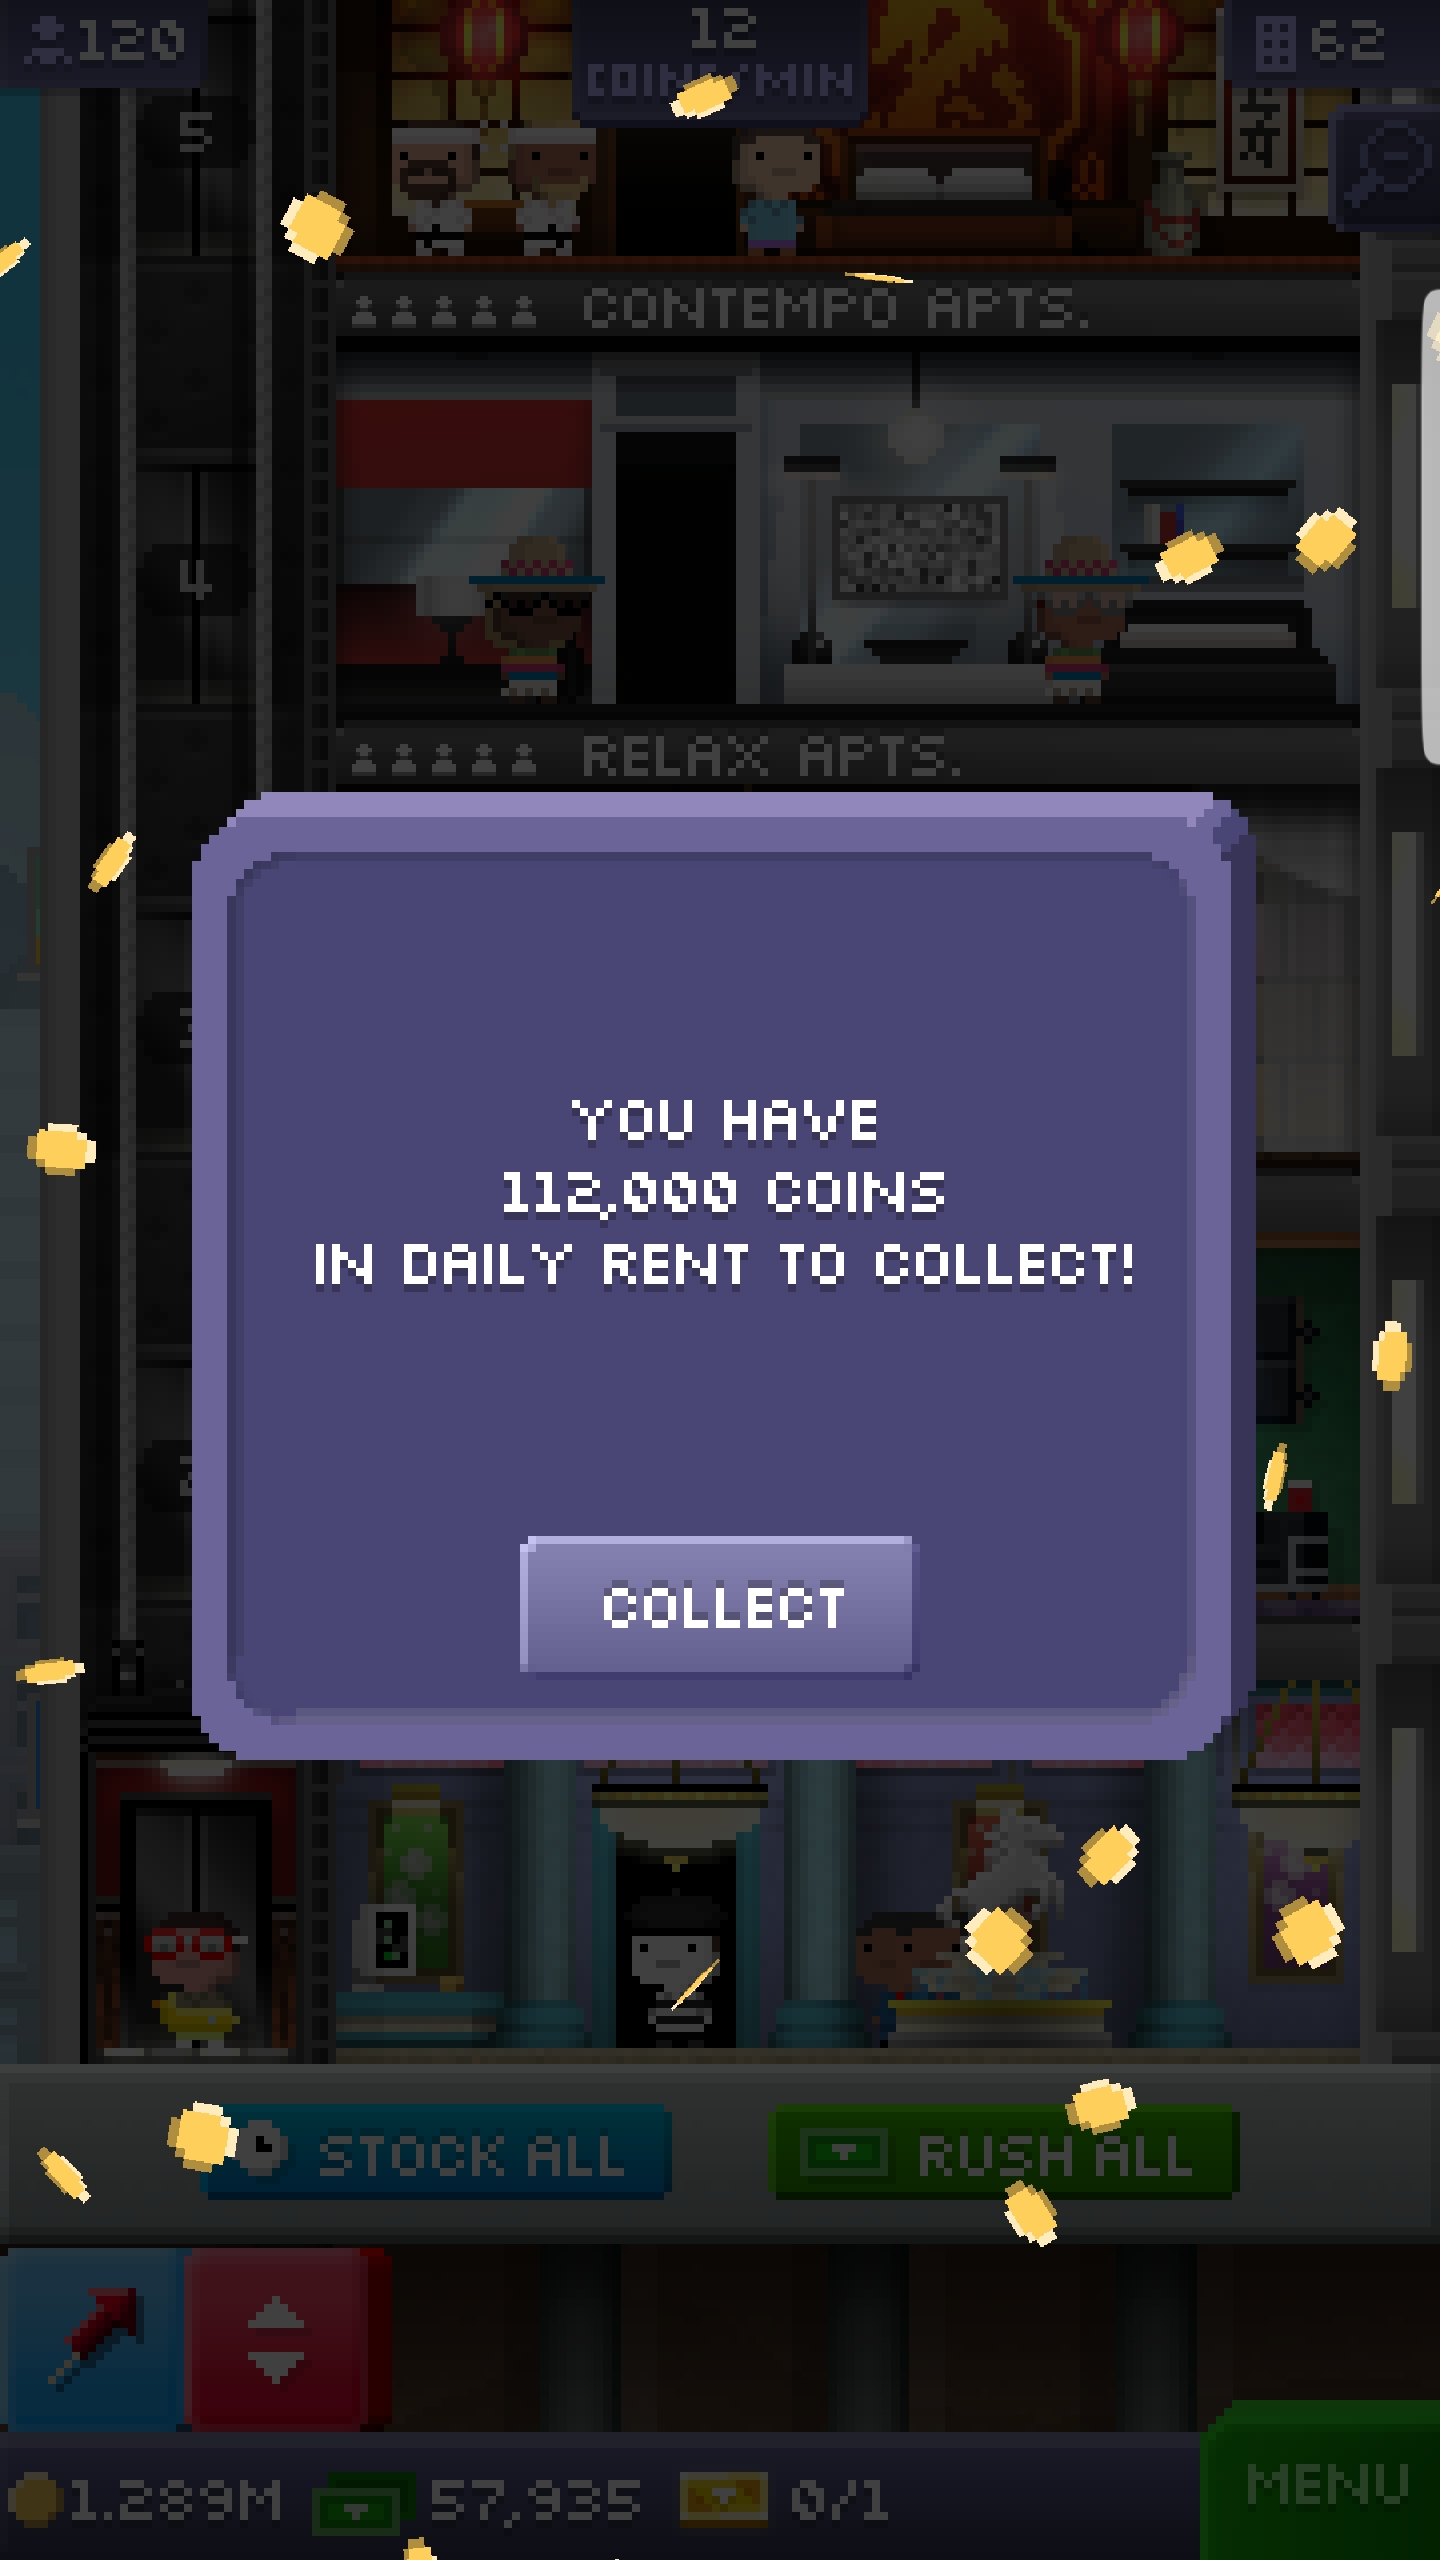 120
12
COINS/MIN
62
5
CONTEMPO APTS.
4
RELAX APTS.
YOU HAVE
112,000 COINS
IN DAILY RENT TO COLLECT!
COLLECT
STOCK ALL
RUSH ALL
1.289M
57,935
0/1
MENU